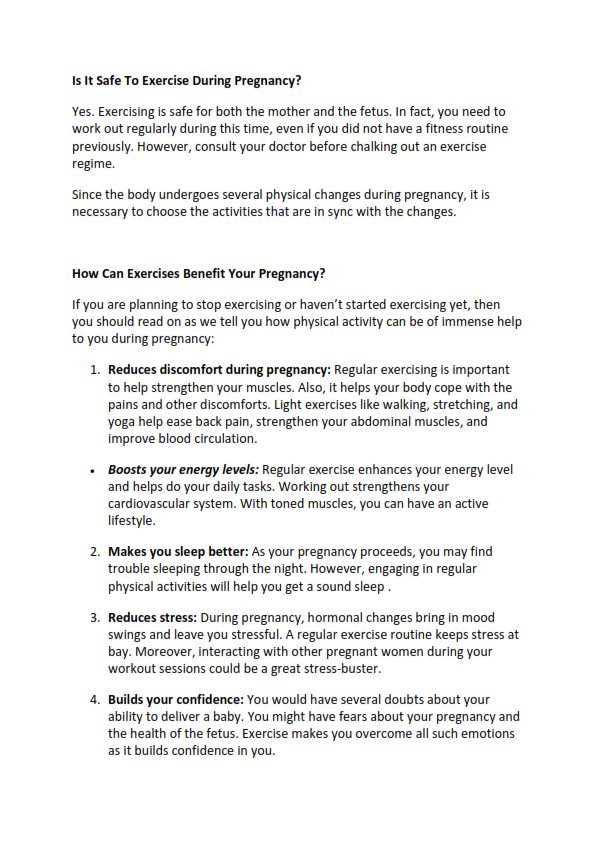 Is It Safe To Exercise During Pregnancy?
Yes. Exercising is safe for both the mother and the fetus. In fact, you need to
work out regularly during this time, even if you did not have a fitness routine
previously. However, consult your doctor before chalking out an exercise
regime.
Since the body undergoes several physical changes during pregnancy, it is
necessary to choose the activities that are in sync with the changes.
How Can Exercises Benefit Your Pregnancy?
If you are planning to stop exercising or haven’t started exercising yet, then
you should read on as we tell you how physical activity can be of immense help
to you during pregnancy:
1. Reduces discomfort during pregnancy: Regular exercising is important
to help strengthen your muscles. Also, it helps your body cope with the
pains and other discomforts. Light exercises like walking, stretching, and
yoga help ease back pain, strengthen your abdominal muscles, and
improve blood circulation.
• Boosts your energy levels: Regular exercise enhances your energy level
and helps do your daily tasks. Working out strengthens your
cardiovascular system. With toned muscles, you can have an active
lifestyle.
2. Makes you sleep better: As your pregnancy proceeds, you may find
trouble sleeping through the night. However, engaging in regular
physical activities will help you get a sound sleep .
3. Reduces stress: During pregnancy, hormonal changes bring in mood
swings and leave you stressful. A regular exercise routine keeps stress at
bay. Moreover, interacting with other pregnant women during your
workout sessions could be a great stress-buster.
4. Builds your confidence: You would have several doubts about your
ability to deliver a baby. You might have fears about your pregnancy and
the health of the fetus. Exercise makes you overcome all such emotions
as it builds confidence in you.